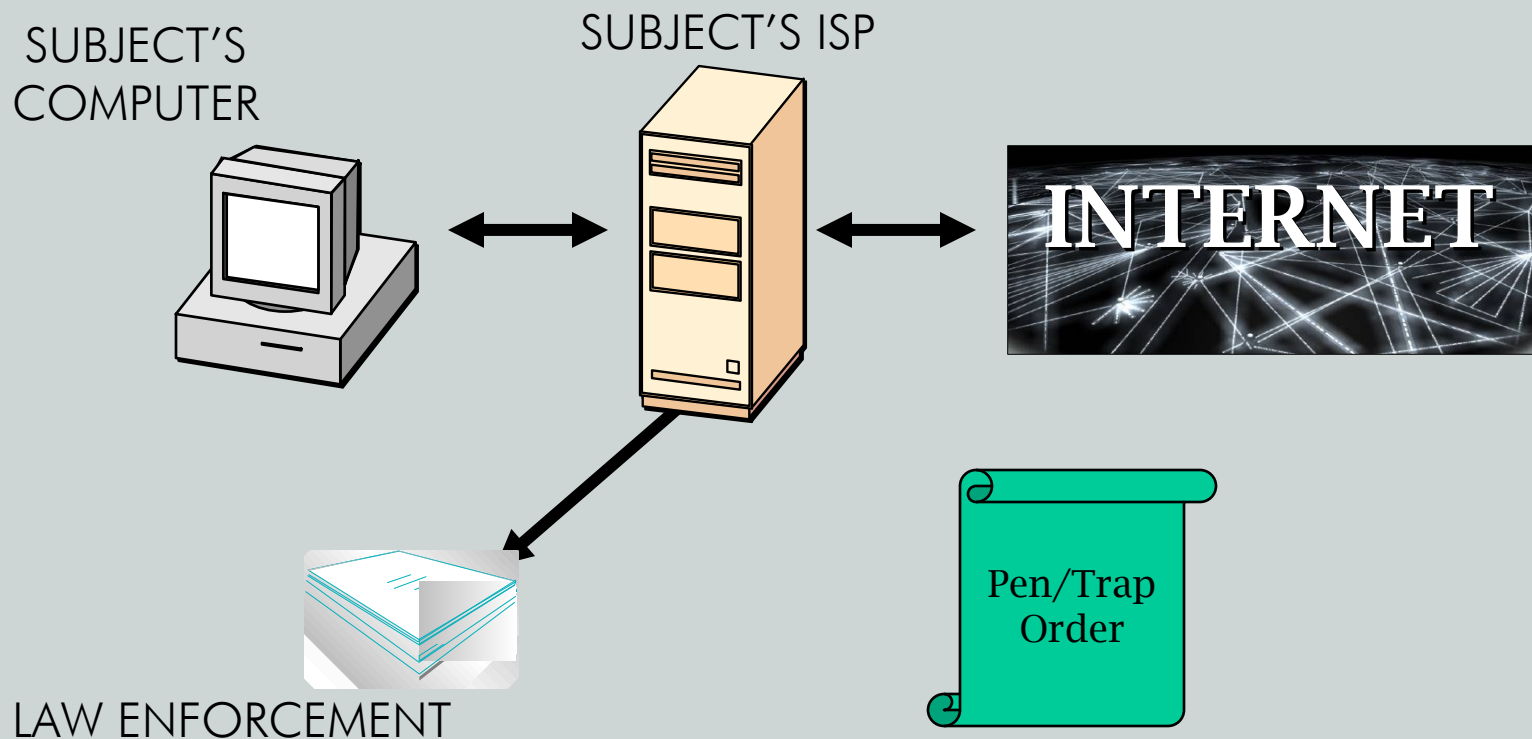 SUBJECT'S
COMPUTER
SUBJECT'S ISP
INTERNET
Pen/Trap
Order
LAW ENFORCEMENT